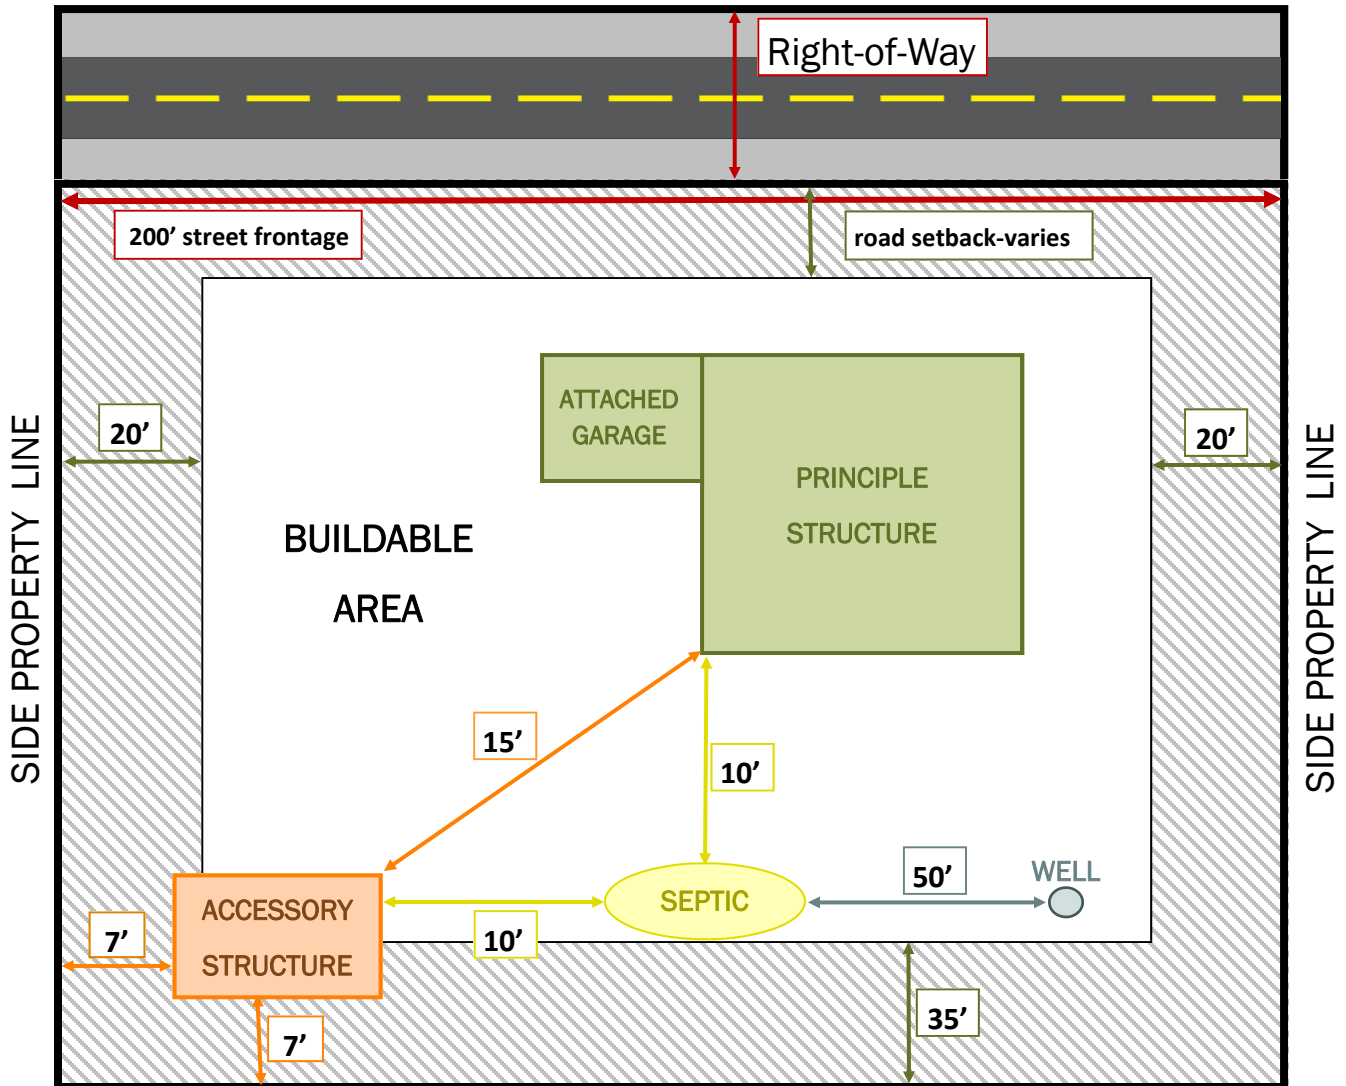 Right-of-Way
200’ street frontage
road setback-varies
ATTACHED
GARAGE
20’
20’
PRINCIPLE
STRUCTURE
SIDE PROPERTY LINE
SIDE PROPERTY LINE
BUILDABLE
AREA
15’
10’
WELL
50’
SEPTIC
ACCESSORY
STRUCTURE
7’
10’
35’
7’